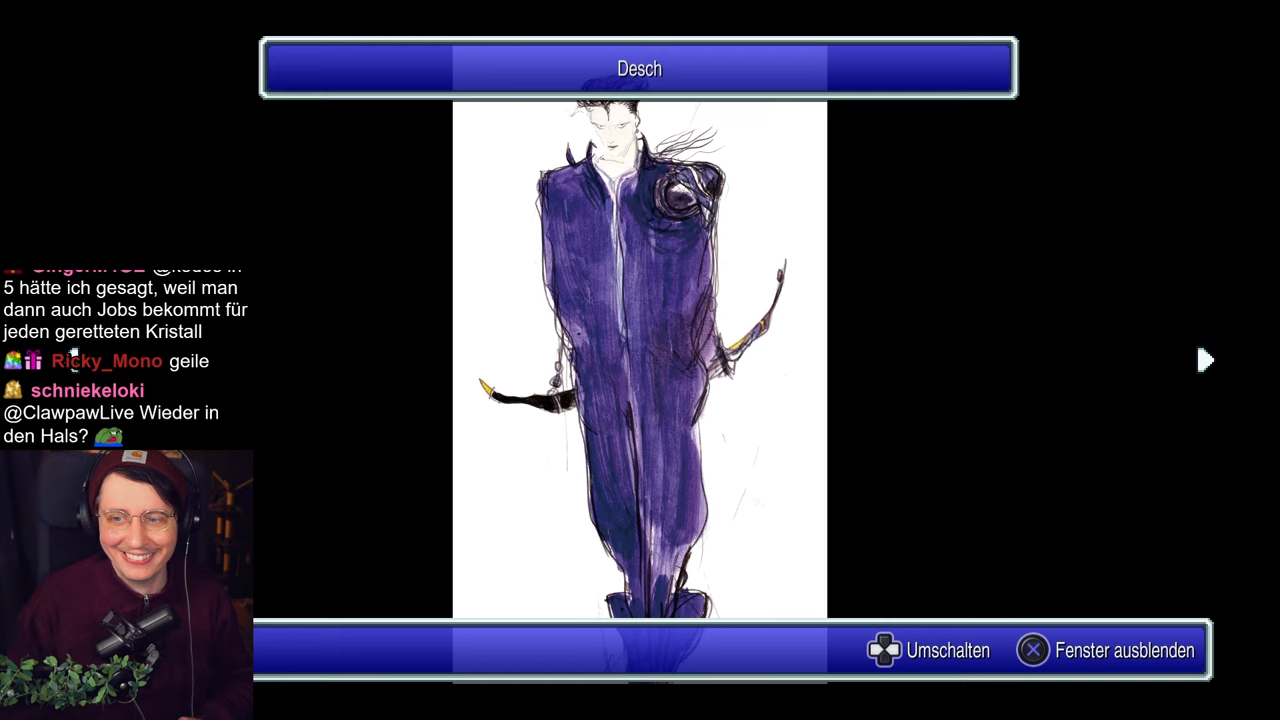 Desch
5 hätte ich gesagt, weil man
dann auch Jobs bekommt für
jeden geretteten Kristall
Ricky_Mono geile
schniekeloki
@ClawpawLive Wieder in
den Hals?
Umschalten Fenster ausblenden